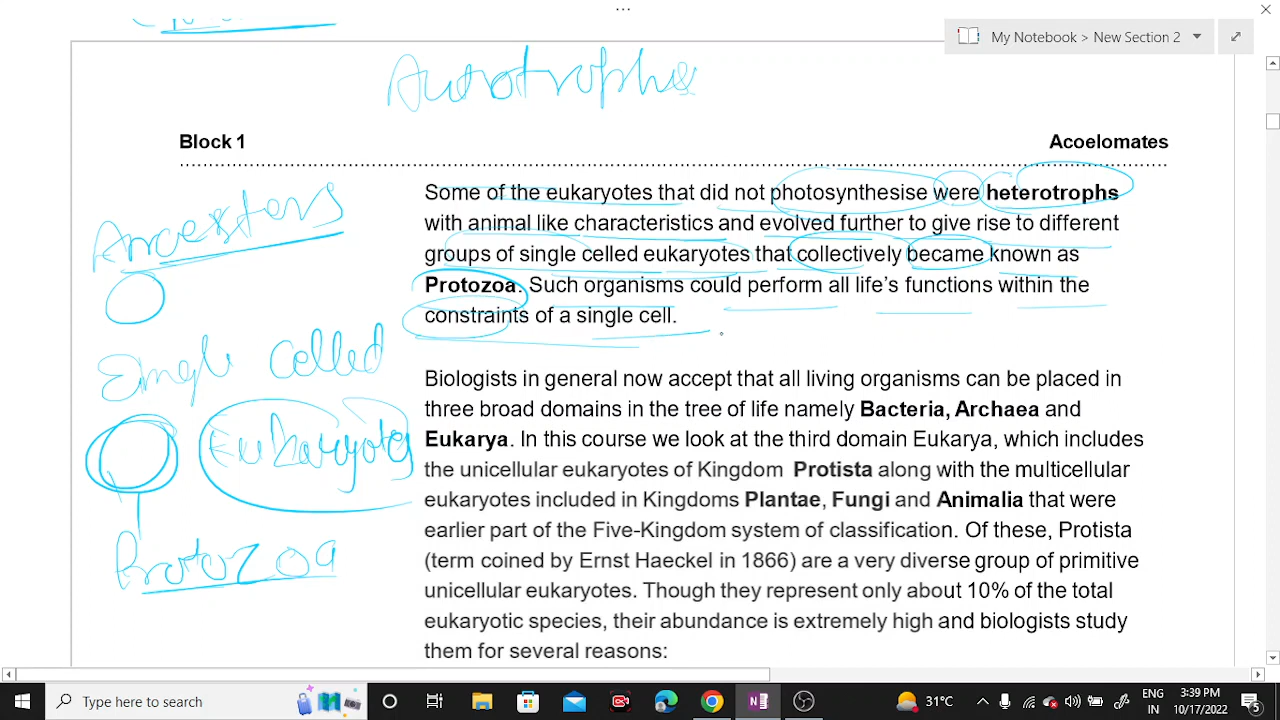 ...
My Notebook > New Section 2
Autotrophs
Block 1 Acoelomates
Some of the eukaryotes that did not photosynthesise were heterotrophs
with animal like characteristics and evolved further to give rise to different
groups of single celled eukaryotes that collectively became known as
Protozoa. Such organisms could perform all life's functions within the
constraints of a single cell.
Ancesters
Single Celled
Eukaryotes
Protozoa
Biologists in general now accept that all living organisms can be placed in
three broad domains in the tree of life namely Bacteria, Archaea and
Eukarya. In this course we look at the third domain Eukarya, which includes
the unicellular eukaryotes of Kingdom Protista along with the multicellular
eukaryotes included in Kingdoms Plantae, Fungi and Animalia that were
earlier part of the Five-Kingdom system of classification. Of these, Protista
(term coined by Ernst Haeckel in 1866) are a very diverse group of primitive
unicellular eukaryotes. Though they represent only about 10% of the total
eukaryotic species, their abundance is extremely high and biologists study
them for several reasons:
Type here to search
31°C
ENG
IN
3:39 PM
10/17/2022
5